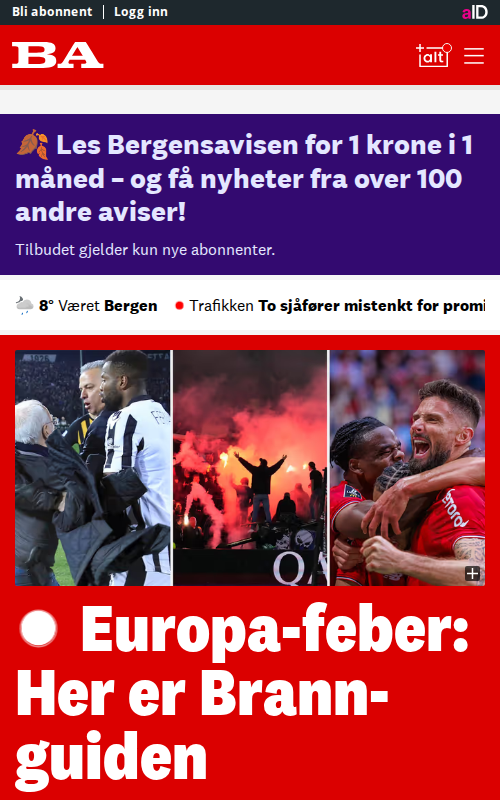 Bli abonnent | Logg inn
aID
BA
+alt
🍂 Les Bergensavisen for 1 krone i 1
måned – og få nyheter fra over 100
andre aviser!
Tilbudet gjelder kun nye abonnenter.
8° Været Bergen
Trafikken To sjåfører mistenkt for promi
Europa-feber:
Her er Brann-
guiden